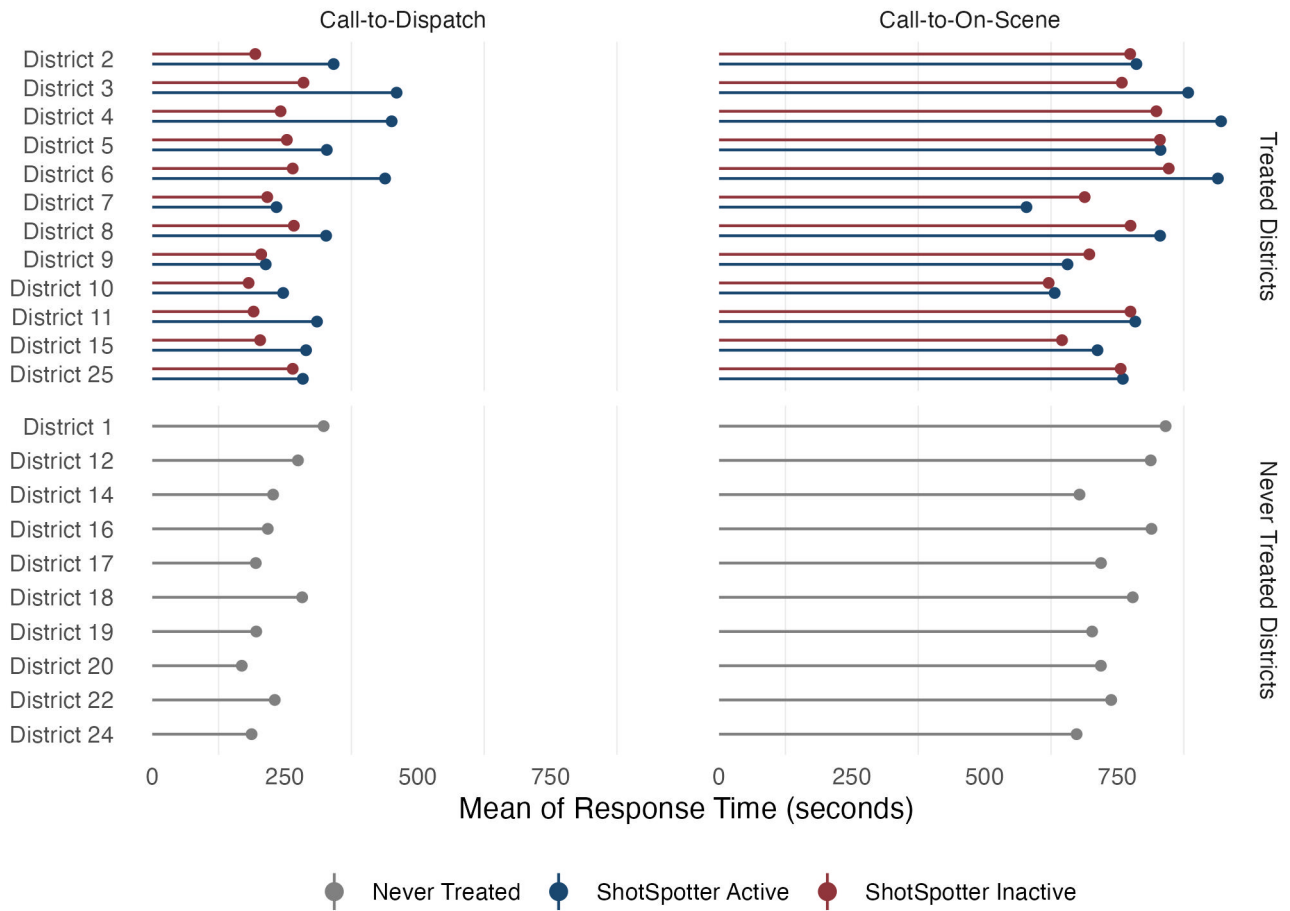 Call-to-Dispatch Call-to-On-Scene
District 2
District 3
District 4
District 5
District 6
District 7
District 8
District 9
District 10
District 11
District 15
District 25
Treated Districts
District 1
District 12
District 14
District 16
District 17
District 18
District 19
District 20
District 22
District 24
Never Treated Districts
0 250 500 750 0 250 500 750
Mean of Response Time (seconds)
Never Treated ShotSpotter Active ShotSpotter Inactive